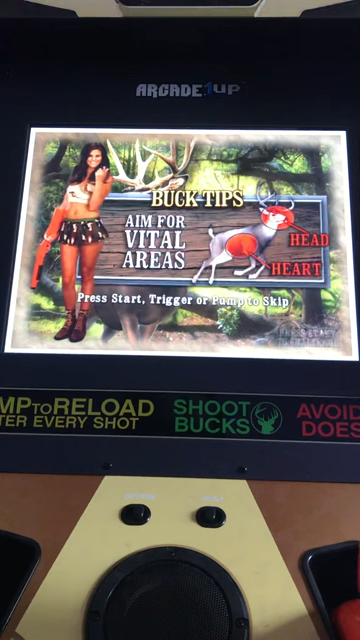 ARCADE1UP
BUCK TIPS
AIM FOR
VITAL
AREAS
HEAD
HEART
Press Start, Trigger or Pump to Skip
MP TO RELOAD
TER EVERY SHOT
SHOOT
BUCKS
AVOID
DOES